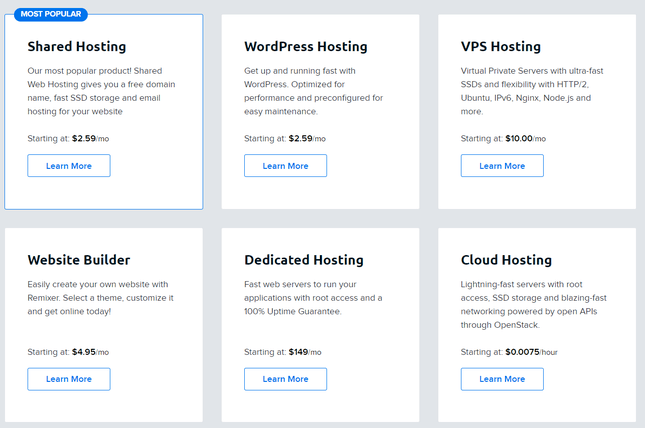 MOST POPULAR
Shared Hosting
Our most popular product! Shared
Web Hosting gives you a free domain
name, fast SSD storage and email
hosting for your website
Starting at: $2.59/mo
Learn More
WordPress Hosting
Get up and running fast with
WordPress. Optimized for
performance and preconfigured for
easy maintenance.
Starting at: $2.59/mo
Learn More
VPS Hosting
Virtual Private Servers with ultra-fast
SSDs and flexibility with HTTP/2,
Ubuntu, IPv6, Nginx, Node.js and
more.
Starting at: $10.00/mo
Learn More
Website Builder
Easily create your own website with
Remixer. Select a theme, customize it
and get online today!
Starting at: $4.95/mo
Learn More
Dedicated Hosting
Fast web servers to run your
applications with root access and a
100% Uptime Guarantee.
Starting at: $149/mo
Learn More
Cloud Hosting
Lightning-fast servers with root
access, SSD storage and blazing-fast
networking powered by open APIs
through OpenStack.
Starting at: $0.0075/hour
Learn More